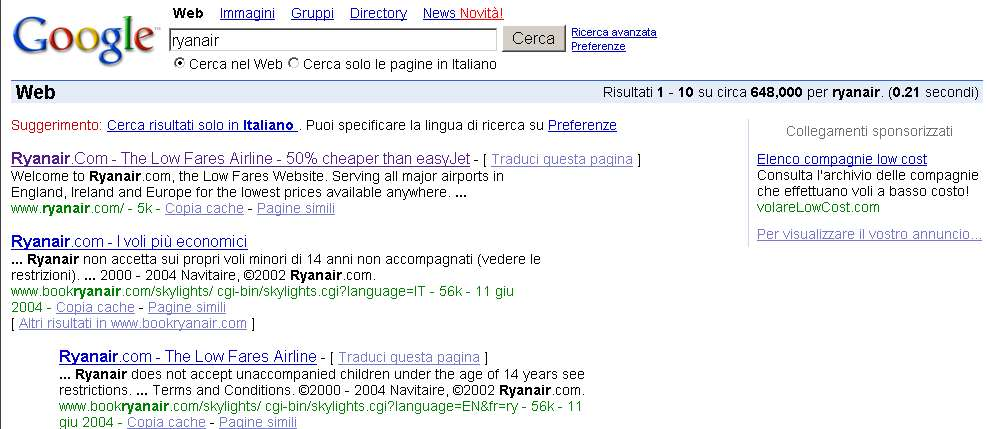 Google™
Web Immagini Gruppi Directory News Novità!
ryanair Cerca Ricerca avanzata
Preferenze
Cerca nel Web Cerca solo le pagine in Italiano
Web Risultati 1 - 10 su circa 648,000 per ryanair. (0.21 secondi)
Suggerimento: Cerca risultati solo in Italiano . Puoi specificare la lingua di ricerca su Preferenze
Ryanair.Com - The Low Fares Airline - 50% cheaper than easyJet - [ Traduci questa pagina ]
Welcome to Ryanair.com, the Low Fares Website. Serving all major airports in
England, Ireland and Europe for the lowest prices available anywhere. ...
www.ryanair.com/ - 5k - Copia cache - Pagine simili
Ryanair.com - I voli più economici
... Ryanair non accetta sui propri voli minori di 14 anni non accompagnati (vedere le
restrizioni). ... 2000 - 2004 Navitaire, ©2002 Ryanair.com.
www.bookryanair.com/skylights/ cgi-bin/skylights.cgi?language=IT - 56k - 11 giu
2004 - Copia cache - Pagine simili
[ Altri risultati in www.bookryanair.com ]
Ryanair.com - The Low Fares Airline - [ Traduci questa pagina ]
... Ryanair does not accept unaccompanied children under the age of 14 years see
restrictions. ... Terms and Conditions. ©2000 - 2004 Navitaire, ©2002 Ryanair.com.
www.bookryanair.com/skylights/ cgi-bin/skylights.cgi?language=EN&fr=ry - 56k - 11
giu 2004 - Copia cache - Pagine simili
Collegamenti sponsorizzati
Elenco compagnie low cost
Consulta l'archivio delle compagnie
che effettuano voli a basso costo!
volareLowCost.com
Per visualizzare il vostro annuncio...